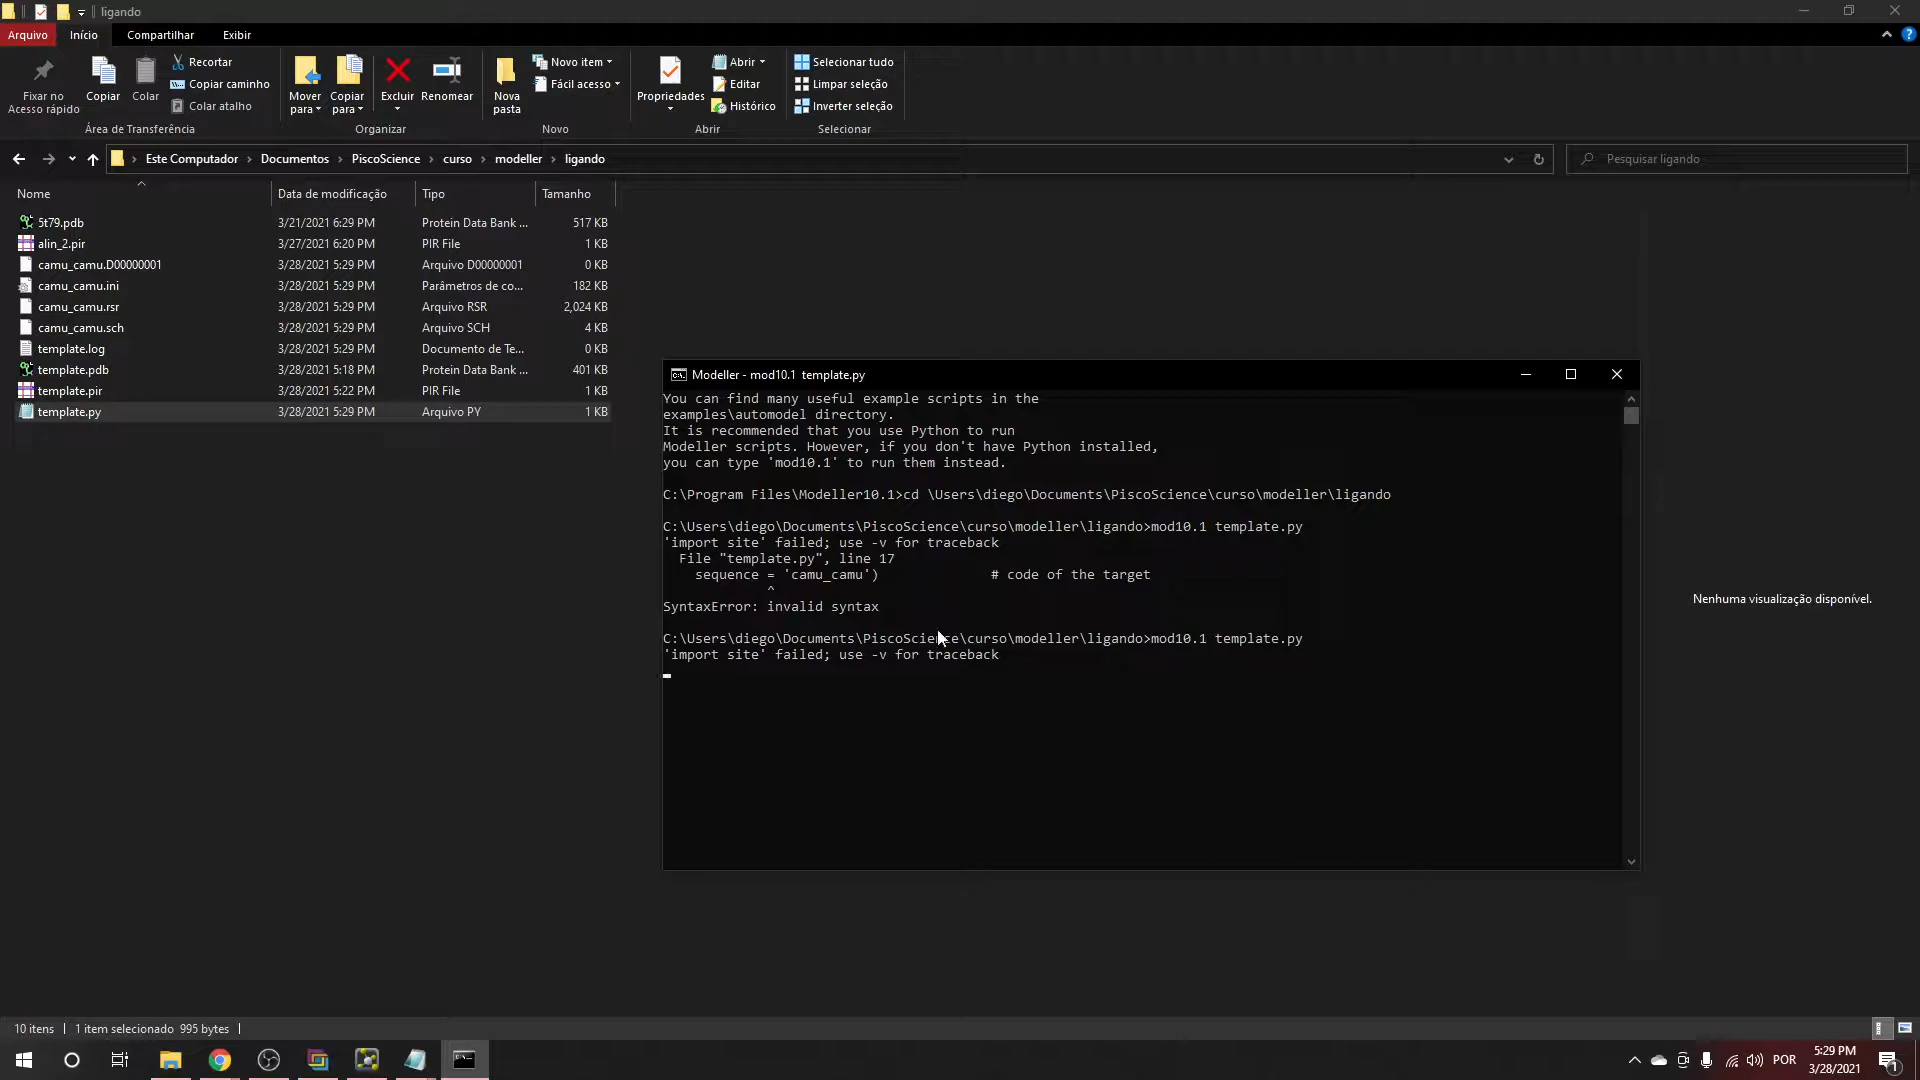 ligando
Arquivo
Início
Compartilhar
Exibir
Fixar no
Acesso rápido
Copiar
Colar
Recortar
Copiar caminho
Colar atalho
Área de Transferência
Mover
para
Copiar
para
Excluir
Renomear
Organizar
Nova
pasta
Novo item
Fácil acesso
Novo
Propriedades
Abrir
Editar
Histórico
Abrir
Selecionar tudo
Limpar seleção
Inverter seleção
Selecionar
Este Computador > Documentos > PiscoScience > curso > modeller > ligando
Pesquisar ligando
Nome Data de modificação Tipo Tamanho
5t79.pdb 3/21/2021 6:29 PM Protein Data Bank ... 517 KB
alin_2.pir 3/27/2021 6:20 PM PIR File 1 KB
camu_camu.D00000001 3/28/2021 5:29 PM Arquivo D00000001 0 KB
camu_camu.ini 3/28/2021 5:29 PM Parâmetros de co... 182 KB
camu_camu.rsr 3/28/2021 5:29 PM Arquivo RSR 2,024 KB
camu_camu.sch 3/28/2021 5:29 PM Arquivo SCH 4 KB
template.log 3/28/2021 5:29 PM Documento de Te... 0 KB
template.pdb 3/28/2021 5:18 PM Protein Data Bank ... 401 KB
template.pir 3/28/2021 5:22 PM PIR File 1 KB
template.py 3/28/2021 5:29 PM Arquivo PY 1 KB
Modeller - mod10.1 template.py
You can find many useful example scripts in the
examples\automodel directory.
It is recommended that you use Python to run
Modeller scripts. However, if you don't have Python installed,
you can type 'mod10.1' to run them instead.
C:\Program Files\Modeller10.1>cd \Users\diego\Documents\PiscoScience\curso\modeller\ligando
C:\Users\diego\Documents\PiscoScience\curso\modeller\ligando>mod10.1 template.py
'import site' failed; use -v for traceback
File "template.py", line 17
sequence = 'camu_camu') # code of the target
^
SyntaxError: invalid syntax
C:\Users\diego\Documents\PiscoScience\curso\modeller\ligando>mod10.1 template.py
'import site' failed; use -v for traceback
Nenhuma visualização disponível.
10 itens 1 item selecionado 995 bytes
POR
5:29 PM
3/28/2021
1